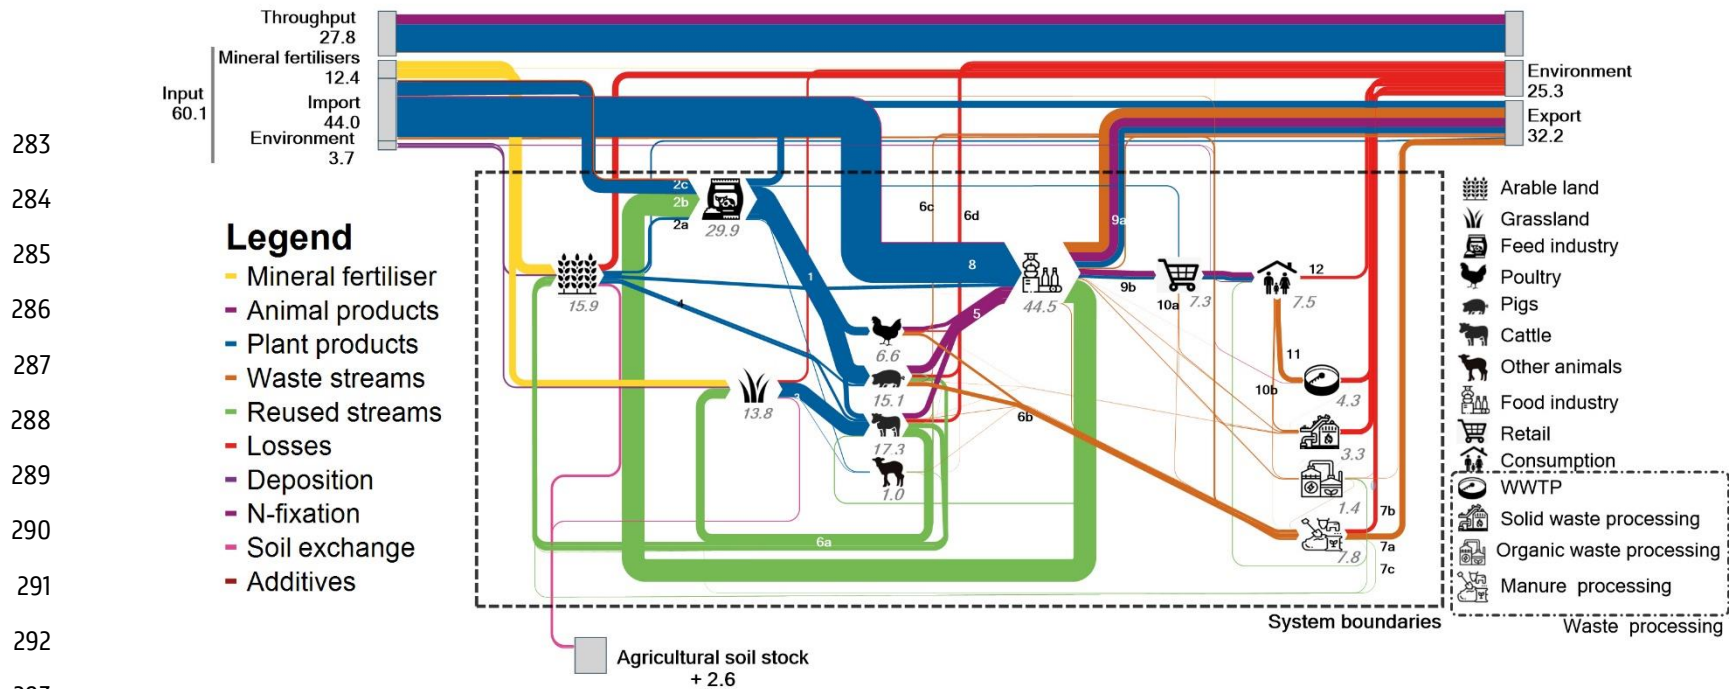 Throughput
27.8
Mineral fertilisers
12.4
Input
60.1
Import
44.0
Environment
3.7
Environment
25.3
Export
32.2
283
284
285
286
287
288
289
290
291
292
Legend
Mineral fertiliser
Animal products
Plant products
Waste streams
Reused streams
Losses
Deposition
N-fixation
Soil exchange
Additives
2c
2b
2a
29.9
15.9
1
4
3
13.8
6c
6d
8
5
6.6
15.1
17.3
1.0
6a
6b
44.5
9a
9b
10a
7.3
12
7.5
11
10b
4.3
3.3
1.4
7b
7.8
7a
7c
Arable land
Grassland
Feed industry
Poultry
Pigs
Cattle
Other animals
Food industry
Retail
Consumption
WWTP
Solid waste processing
Organic waste processing
Manure processing
System boundaries
Waste processing
Agricultural soil stock
+ 2.6